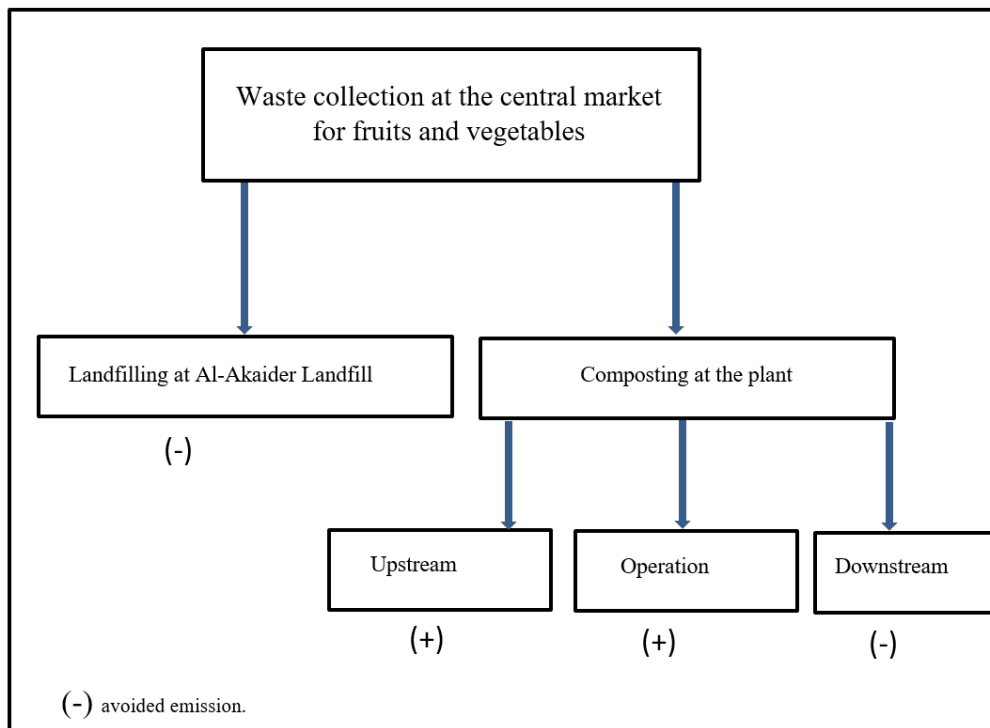 Waste collection at the central market
for fruits and vegetables
Landfilling at Al-Akaider Landfill
Composting at the plant
(-)
Upstream
Operation
Downstream
(+)
(+)
(-)
(-) avoided emission.